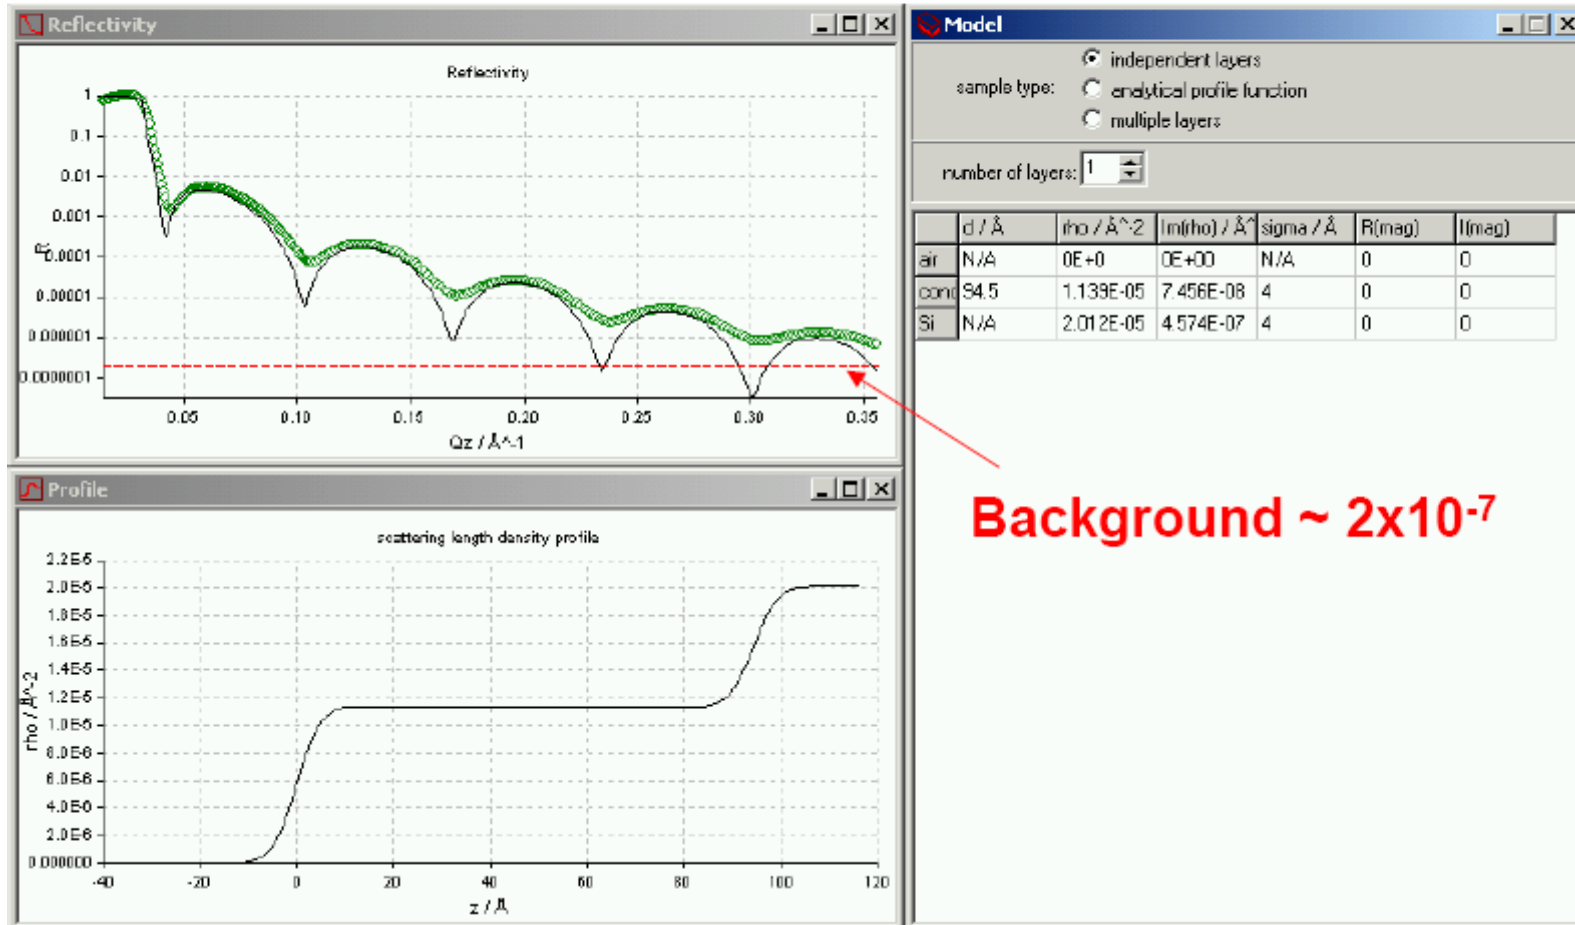 Reflectivity
Reflectivity
1
0.1
0.01
0.001
0.0001
0.00001
0.000001
0.0000001
R
0.05 0.10 0.15 0.20 0.25 0.30 0.35
Qz / Å^-1
Profile
scattering length density profile
2.2E-5
2.0E-5
1.8E-5
1.6E-5
1.4E-5
1.2E-5
1.0E-5
8.0E-6
6.0E-6
4.0E-6
2.0E-6
0.000000
rho / Å^-2
-40 -20 0 20 40 60 80 100 120
z / Å
Model
sample type:
independent layers
analytical profile function
multiple layers
number of layers: 1
d / Å rho / Å^-2 Im(rho) / Å^ sigma / Å R(mag) I(mag)
air N/A 0E+0 0E+00 N/A 0 0
conc 94.5 1.139E-05 7.456E-08 4 0 0
Si N/A 2.012E-05 4.574E-07 4 0 0
Background ~ 2x10⁻⁷